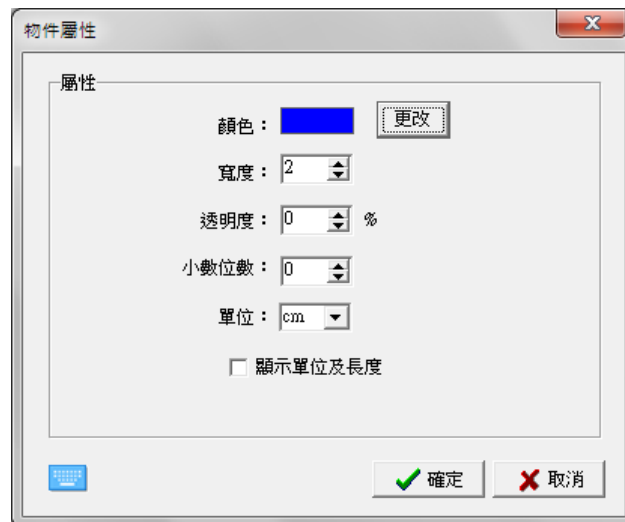 物件屬性
屬性
顏色： 更改
寬度： 2
透明度： 0 %
小數位數： 0
單位： cm
顯示單位及長度
確定 取消